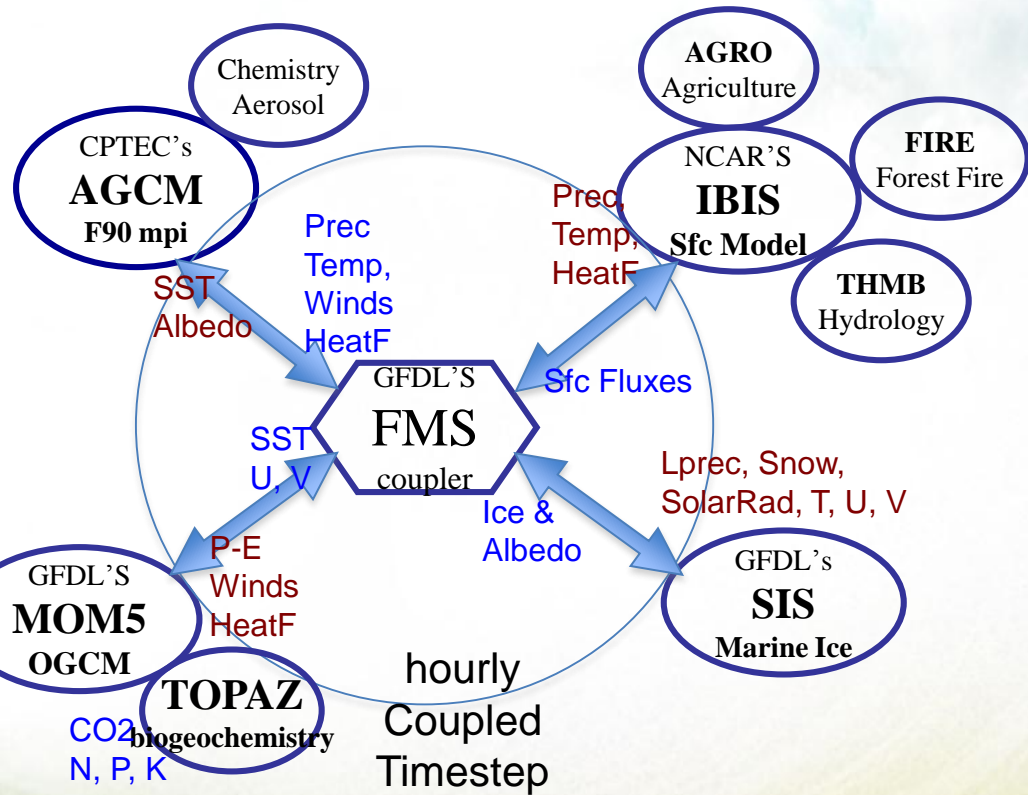 Chemistry
Aerosol
AGRO
Agriculture
CPTEC's
AGCM
F90 mpi
NCAR'S
IBIS
Sfc Model
FIRE
Forest Fire
THMB
Hydrology
Prec
Temp,
Winds
HeatF
Prec,
Temp,
HeatF
SST
Albedo
GFDL'S
FMS
coupler
Sfc Fluxes
SST
U, V
Ice &
Albedo
Lprec, Snow,
SolarRad, T, U, V
P-E
Winds
HeatF
GFDL'S
MOM5
OGCM
GFDL's
SIS
Marine Ice
TOPAZ
biogeochemistry
CO2
N, P, K
hourly
Coupled
Timestep